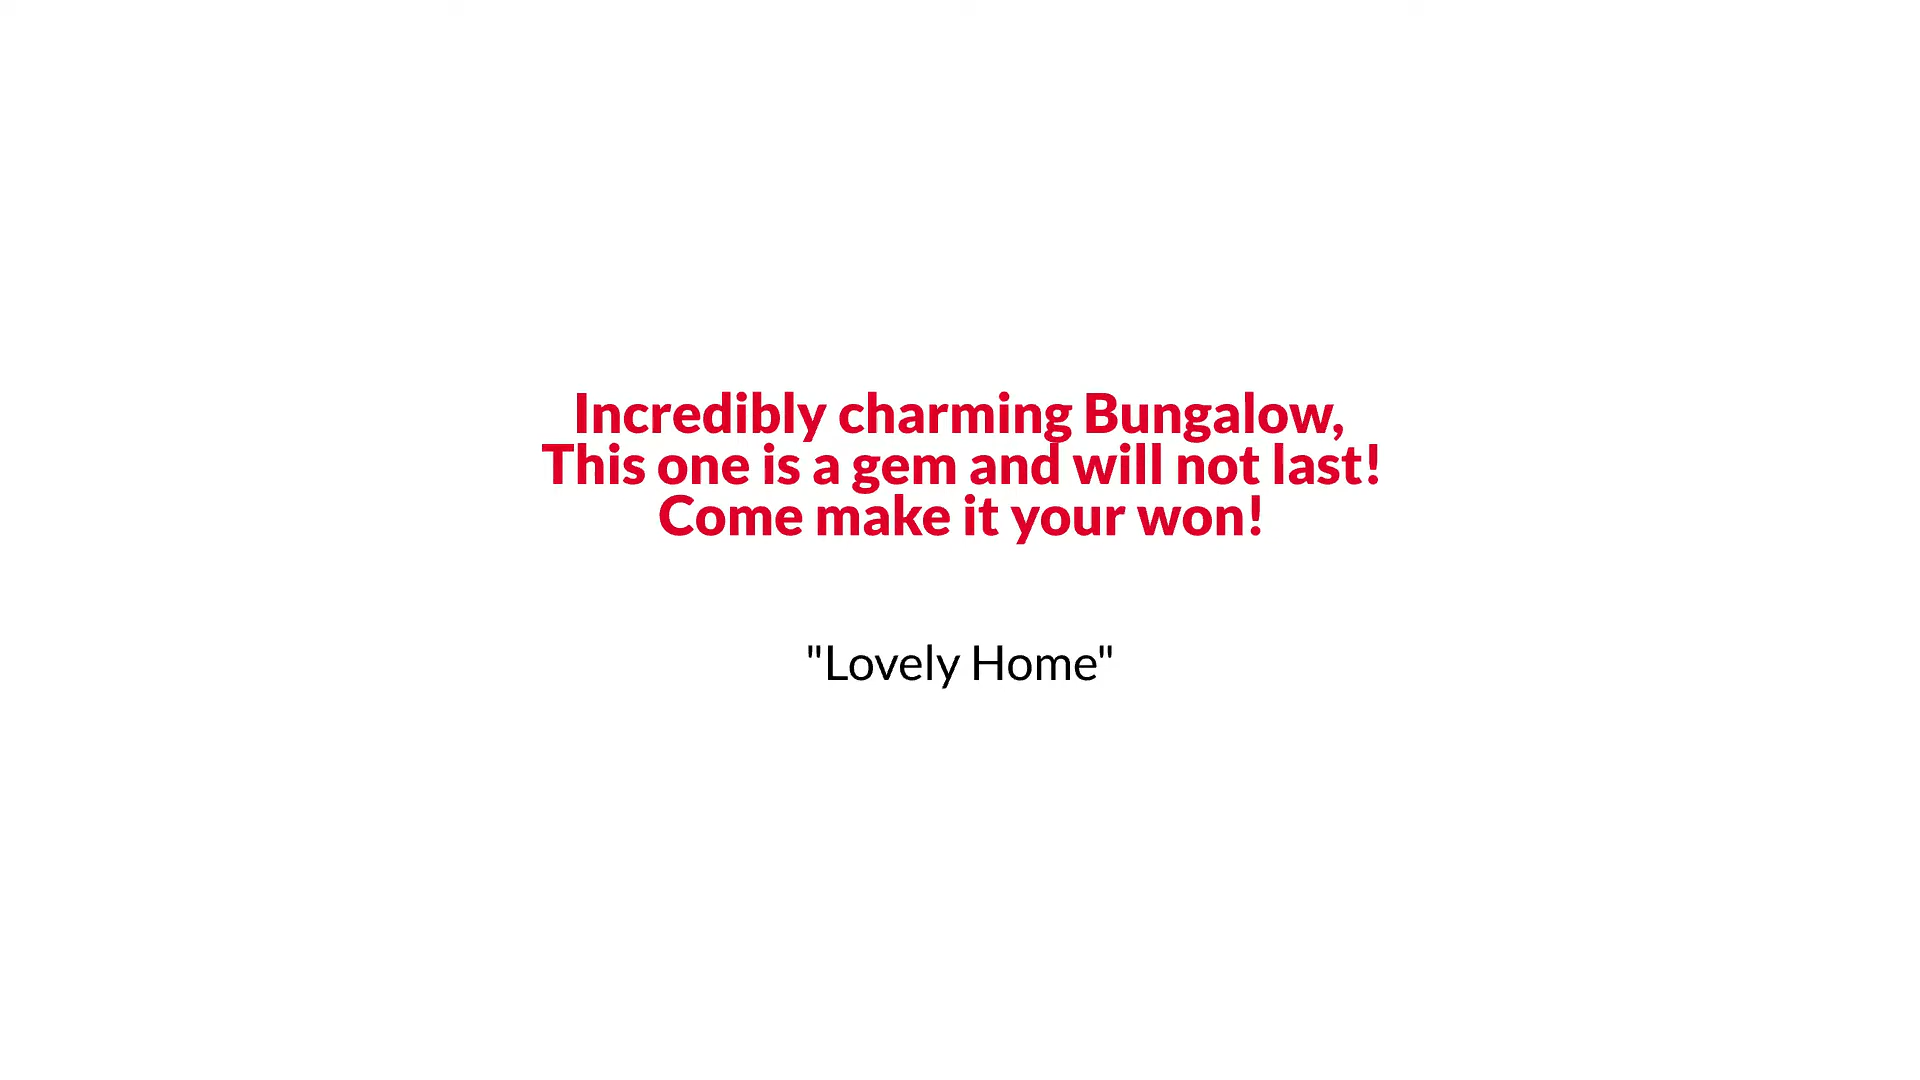 Incredibly charming Bungalow,
This one is a gem and will not last!
Come make it your won!
"Lovely Home"